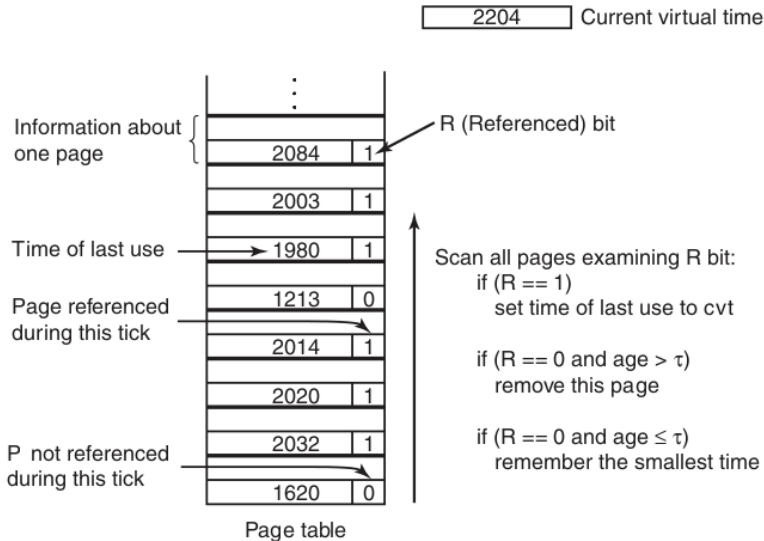 2204 Current virtual time
Information about
one page
R (Referenced) bit
2084 1
2003 1
Time of last use
1980 1
1213 0
Page referenced
during this tick
2014 1
2020 1
2032 1
P not referenced
during this tick
1620 0
Page table
Scan all pages examining R bit:
if (R == 1)
set time of last use to cvt
if (R == 0 and age > τ)
remove this page
if (R == 0 and age ≤ τ)
remember the smallest time